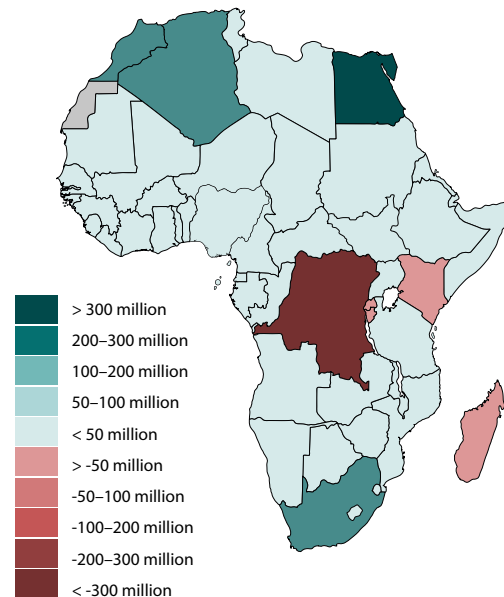 > 300 million
200–300 million
100–200 million
50–100 million
< 50 million
> -50 million
-50–100 million
-100–200 million
-200–300 million
< -300 million